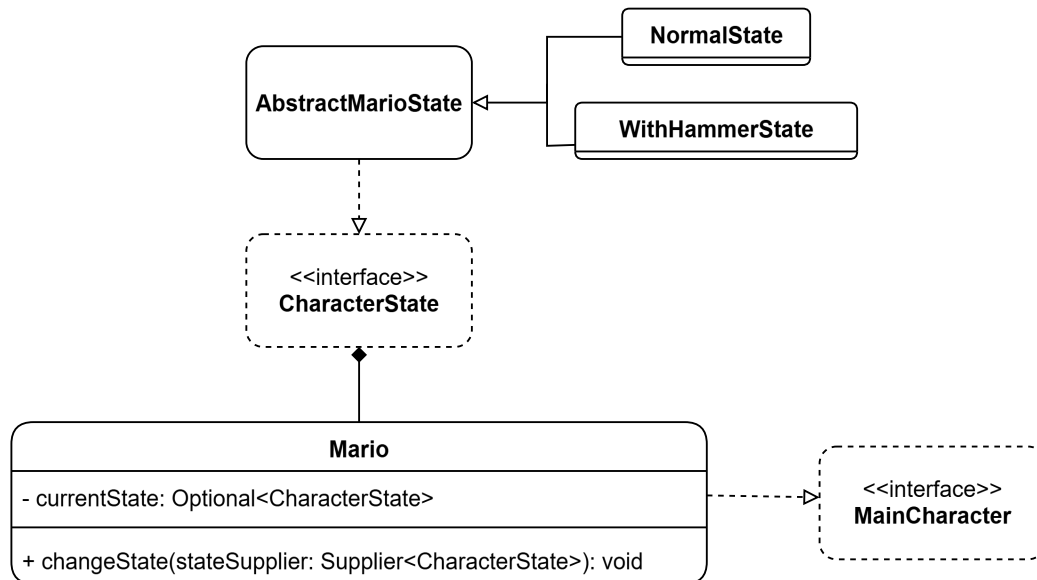 NormalState
AbstractMarioState
WithHammerState
<<interface>>
CharacterState
Mario
- currentState: Optional<CharacterState>
+ changeState(stateSupplier: Supplier<CharacterState>): void
<<interface>>
MainCharacter